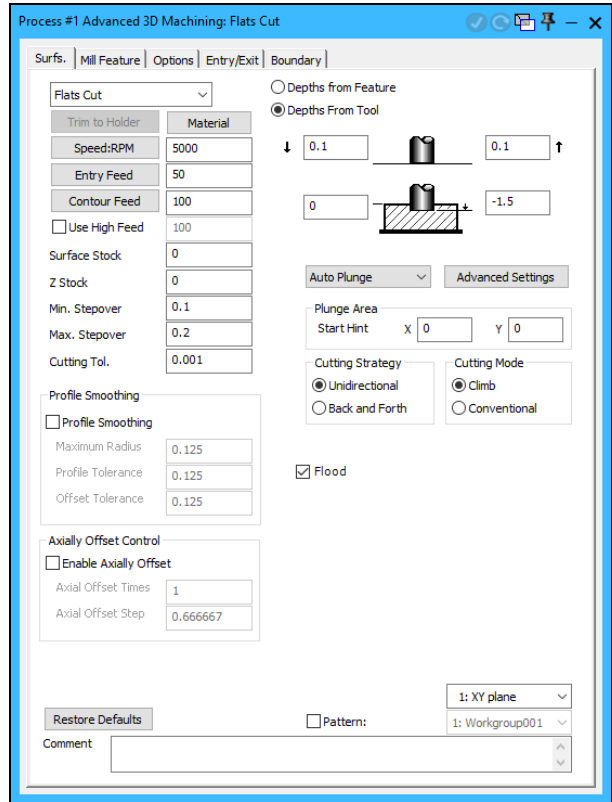 Process #1 Advanced 3D Machining: Flats Cut
Surfs. Mill Feature Options Entry/Exit Boundary
Flats Cut
Trim to Holder Material
Speed:RPM 5000
Entry Feed 50
Contour Feed 100
Use High Feed 100
Surface Stock 0
Z Stock 0
Min. Stepover 0.1
Max. Stepover 0.2
Cutting Tol. 0.001
Profile Smoothing
Profile Smoothing
Maximum Radius 0.125
Profile Tolerance 0.125
Offset Tolerance 0.125
Axially Offset Control
Enable Axially Offset
Axial Offset Times 1
Axial Offset Step 0.666667
Depths from Feature
Depths From Tool
0.1 0.1
0 -1.5
Auto Plunge Advanced Settings
Plunge Area
Start Hint X 0 Y 0
Cutting Strategy Cutting Mode
Unidirectional Climb
Back and Forth Conventional
Flood
1: XY plane
Restore Defaults Pattern: 1: Workgroup001
Comment